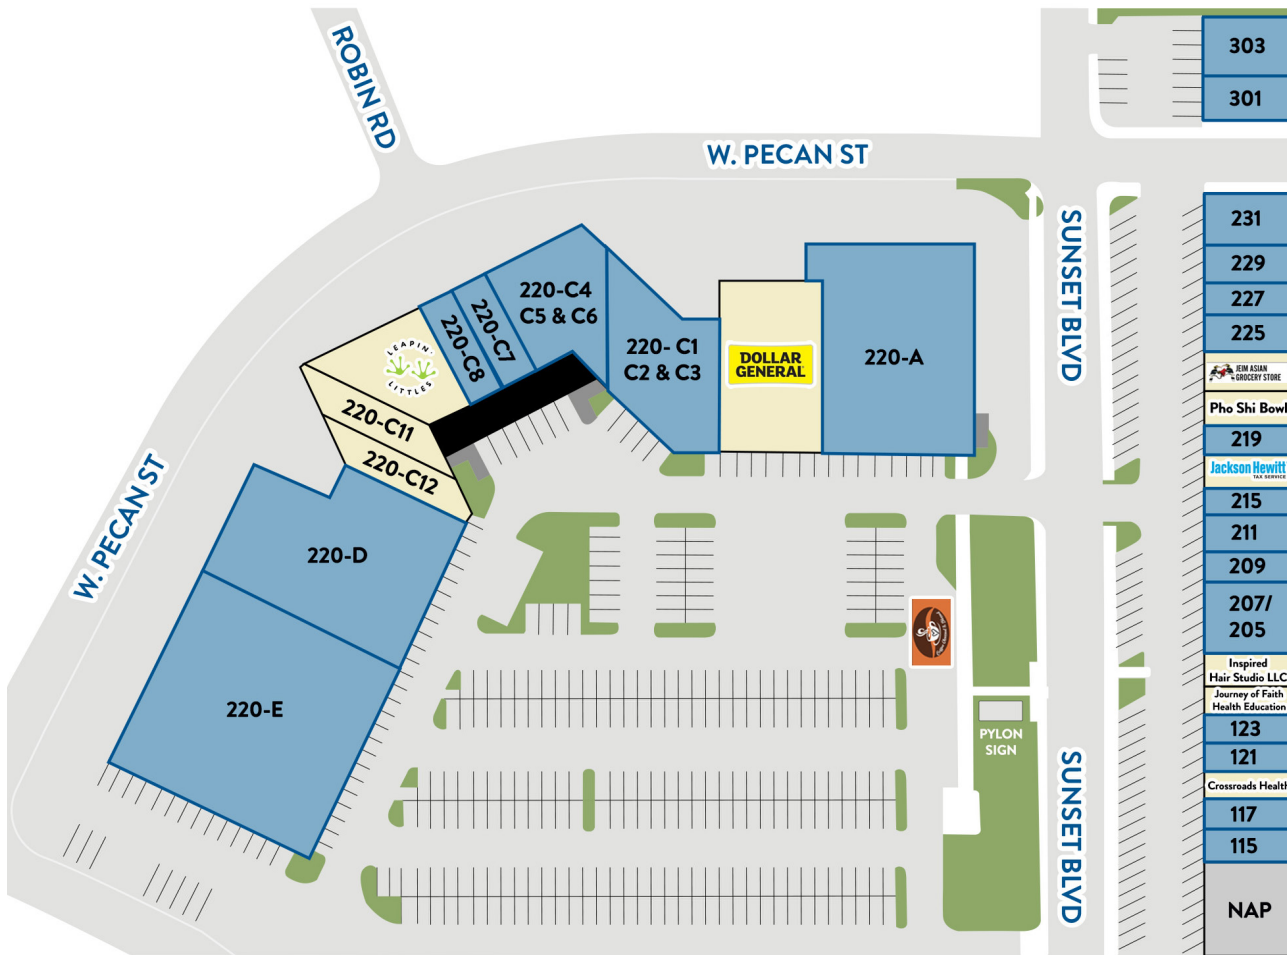 ROBIN RD
W. PECAN ST
303
301
SUNSET BLVD
231
229
227
225
JEIM ASIAN
GROCERY STORE
Pho Shi Bowl
219
Jackson Hewitt
TAX SERVICE
215
211
209
207/
205
Inspired
Hair Studio LLC
Journey of Faith
Health Education
123
121
Crossroads Health
117
115
NAP
220-C4
C5 & C6
220-C7
220-C8
LEAPIN'
LITTLES
220- C1
C2 & C3
DOLLAR
GENERAL
220-A
220-C11
220-C12
W. PECAN ST
220-D
220-E
PYLON
SIGN
SUNSET BLVD